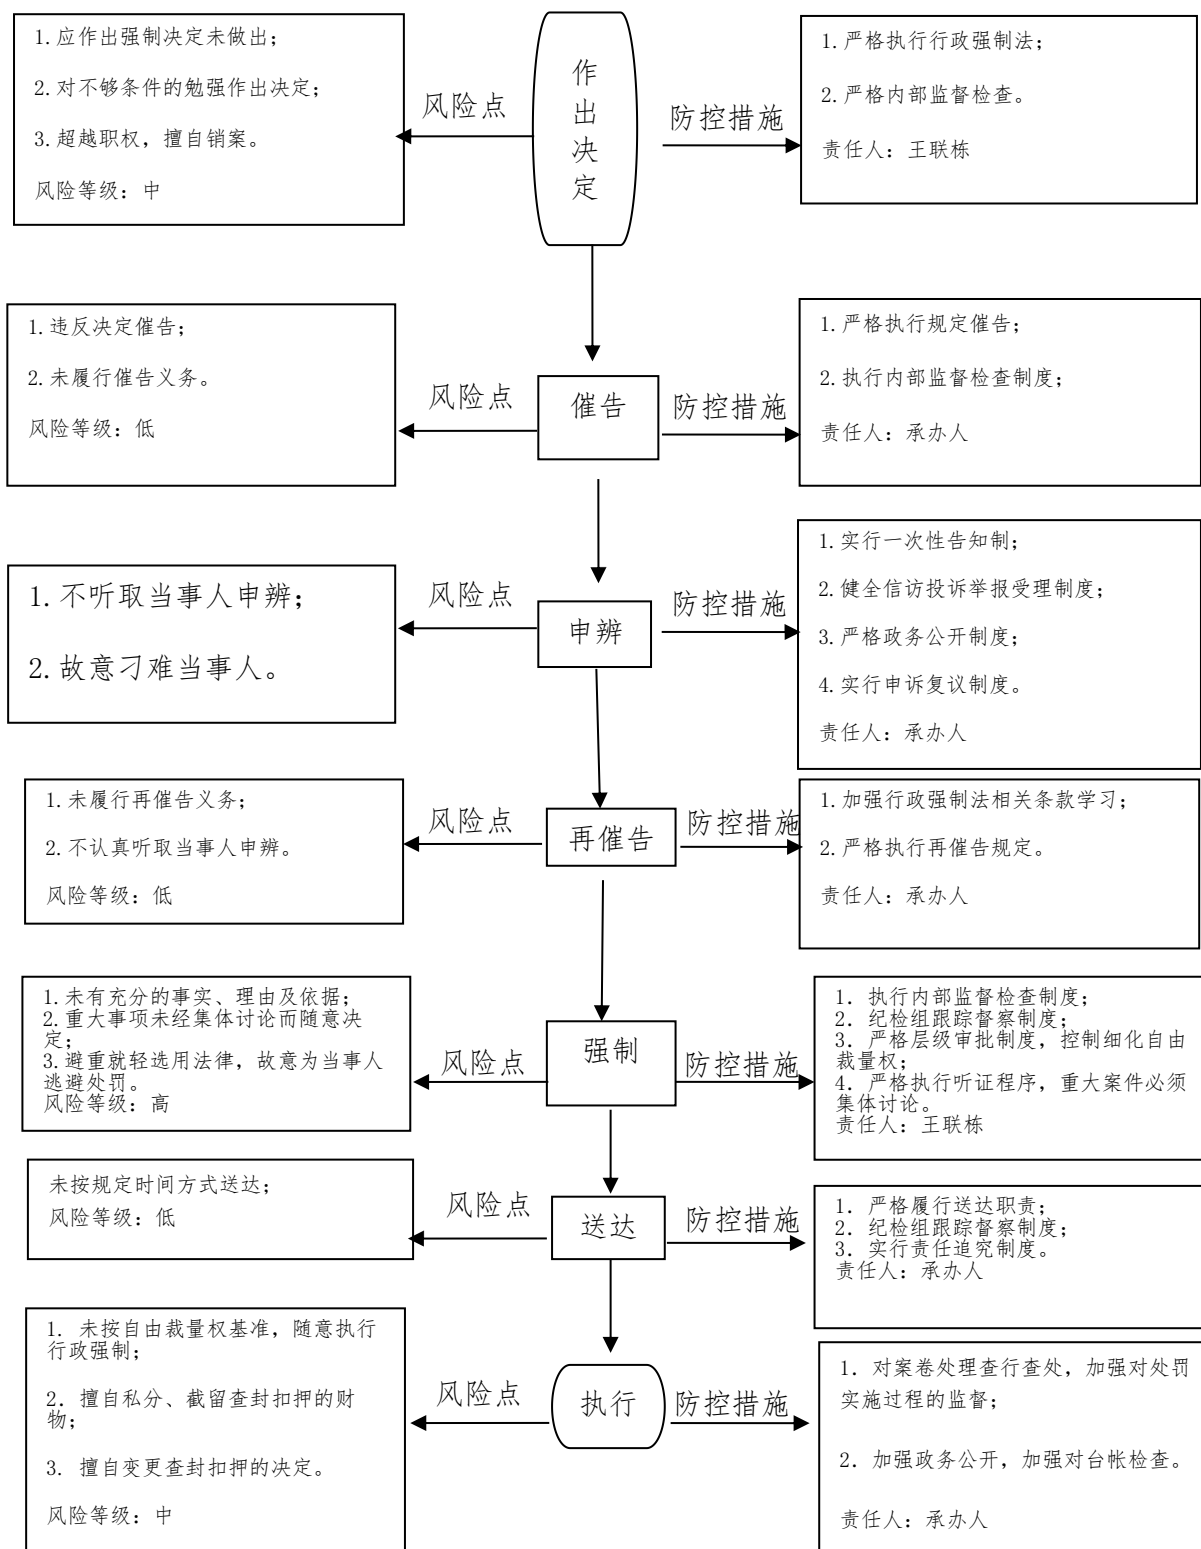 1.应作出强制决定未做出；
2.对不够条件的勉强作出决定；
3.超越职权，擅自销案。
风险等级：中
风险点
作
出
决
定
防控措施
1.严格执行行政强制法；
2.严格内部监督检查。
责任人：王联栋
1.违反决定催告；
2.未履行催告义务。
风险等级：低
风险点
催告
防控措施
1.严格执行规定催告；
2.执行内部监督检查制度；
责任人：承办人
1.不听取当事人申辨；
2.故意刁难当事人。
风险点
申辨
防控措施
1.实行一次性告知制；
2.健全信访投诉举报受理制度；
3.严格政务公开制度；
4.实行申诉复议制度。
责任人：承办人
1.未履行再催告义务；
2.不认真听取当事人申辨。
风险等级：低
风险点
再催告
防控措施
1.加强行政强制法相关条款学习；
2.严格执行再催告规定。
责任人：承办人
1.未有充分的事实、理由及依据；
2.重大事项未经集体讨论而随意决
定；
3.避重就轻选用法律，故意为当事人
逃避处罚。
风险等级：高
风险点
强制
防控措施
1. 执行内部监督检查制度；
2. 纪检组跟踪督察制度；
3. 严格层级审批制度，控制细化自由
裁量权；
4. 严格执行听证程序，重大案件必须
集体讨论。
责任人：王联栋
未按规定时间方式送达；
风险等级：低
风险点
送达
防控措施
1. 严格履行送达职责；
2. 纪检组跟踪督察制度；
3. 实行责任追究制度。
责任人：承办人
1. 未按自由裁量权基准，随意执行
行政强制；
2. 擅自私分、截留查封扣押的财
物；
3. 擅自变更查封扣押的决定。
风险等级：中
风险点
执行
防控措施
1. 对案卷处理查行查处，加强对处罚
实施过程的监督；
2. 加强政务公开，加强对台帐检查。
责任人：承办人